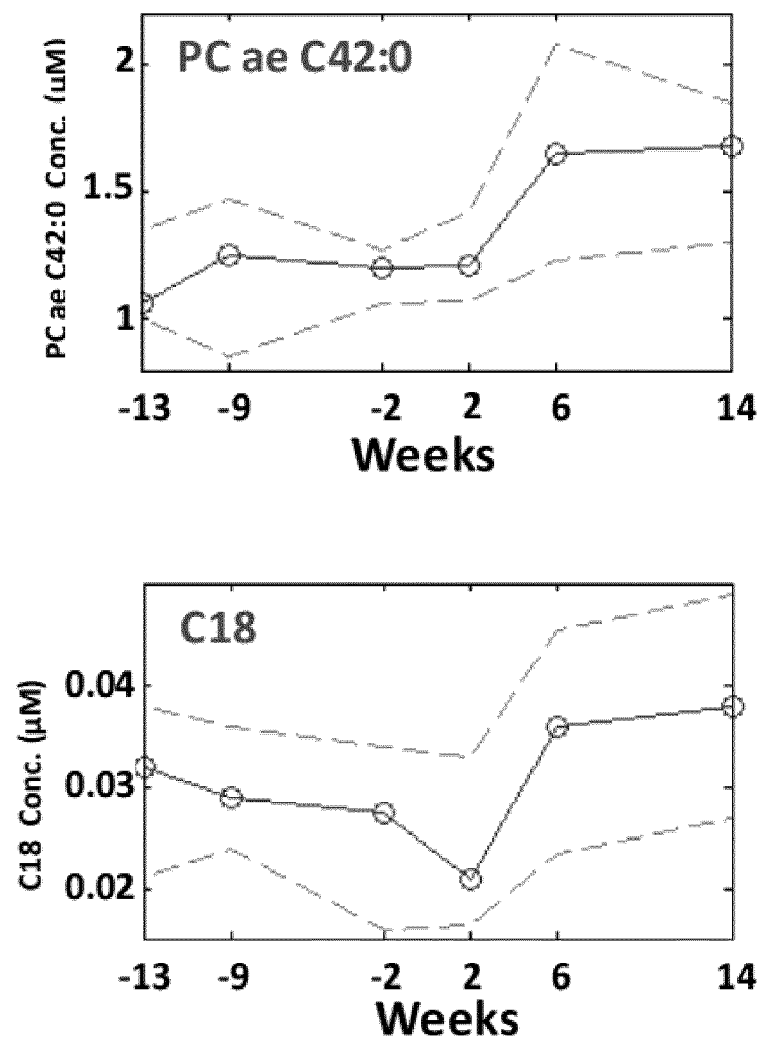 PC ae C42:0
PC ae C42:0 Conc. (µM)
2
1.5
1
-13 -9 -2 2 6 14
Weeks
C18
C18 Conc. (µM)
0.04
0.03
0.02
-13 -9 -2 2 6 14
Weeks